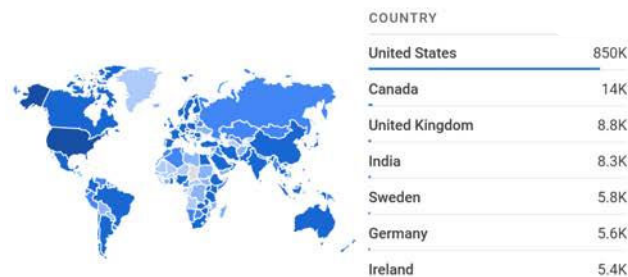 COUNTRY
United States 850K
Canada 14K
United Kingdom 8.8K
India 8.3K
Sweden 5.8K
Germany 5.6K
Ireland 5.4K